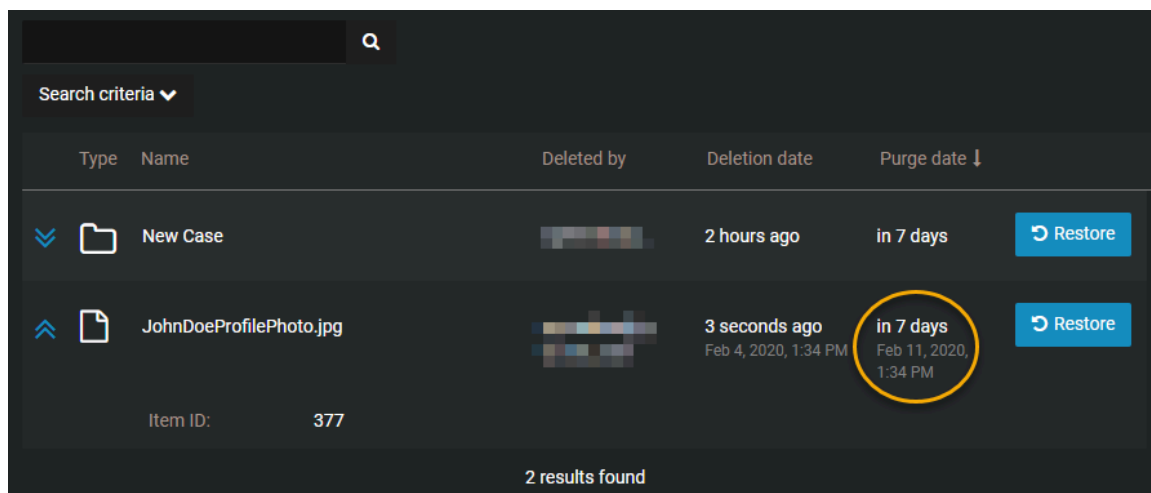 Search criteria
Type Name Deleted by Deletion date Purge date
New Case 2 hours ago in 7 days Restore
JohnDoeProfilePhoto.jpg 3 seconds ago in 7 days Restore
Feb 4, 2020, 1:34 PM Feb 11, 2020,
1:34 PM
Item ID: 377
2 results found